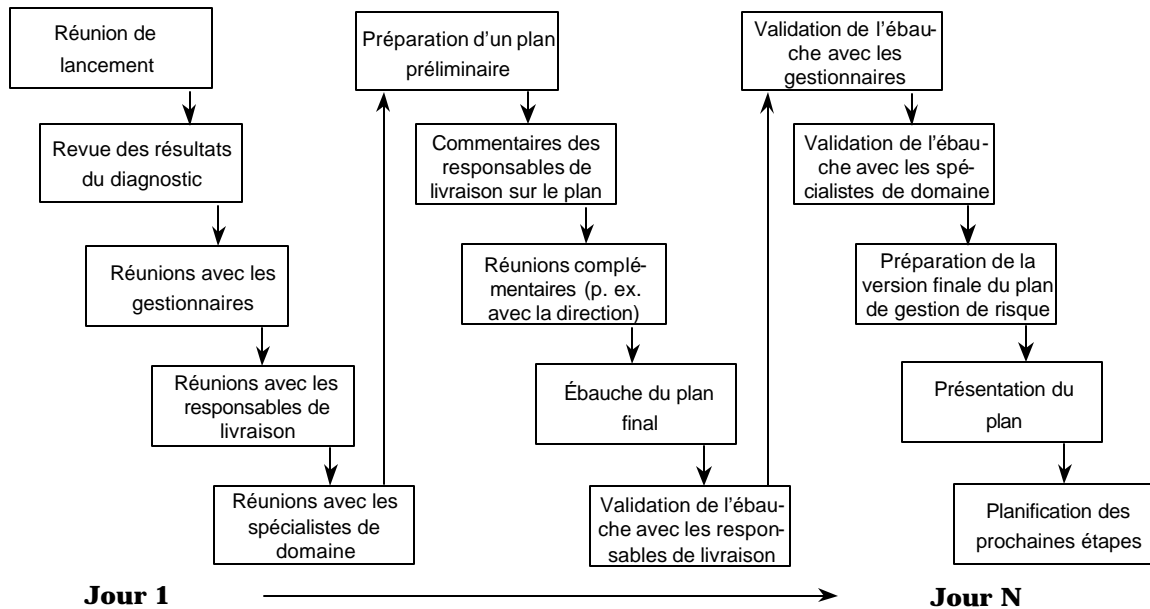 Réunion de
lancement
Revue des résultats
du diagnostic
Réunions avec les
gestionnaires
Réunions avec les
responsables de
livraison
Réunions avec les
spécialistes de
domaine
Préparation d'un plan
préliminaire
Commentaires des
responsables de
livraison sur le plan
Réunions complé-
mentaires (p. ex.
avec la direction)
Ébauche du plan
final
Validation de l'ébau-
che avec les respon-
sables de livraison
Validation de l'ébau-
che avec les
gestionnaires
Validation de l'ébau-
che avec les spé-
cialistes de domaine
Préparation de la
version finale du plan
de gestion de risque
Présentation du
plan
Planification des
prochaines étapes
Jour 1
Jour N